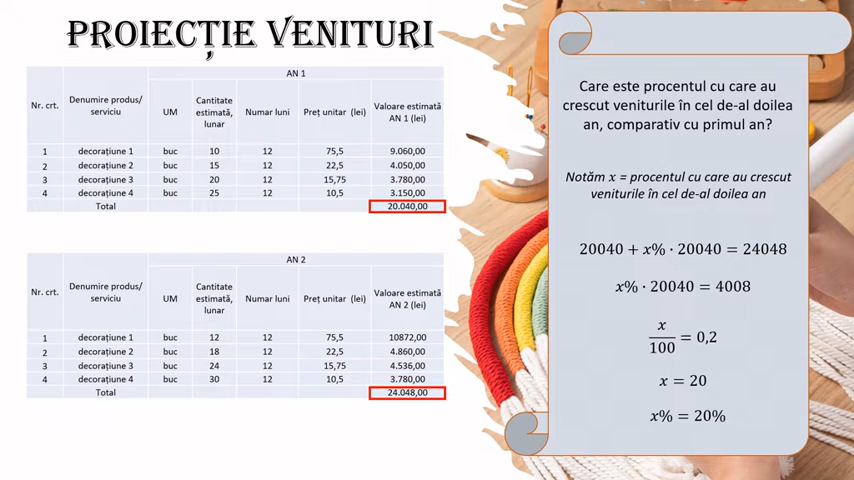 PROIECȚIE VENITURI
AN 1
Nr. crt. Denumire produs/ serviciu UM Cantitate estimată, lunar Numar luni Preț unitar (lei) Valoare estimată AN 1 (lei)
1 decorațiune 1 buc 10 12 75,5 9.060,00
2 decorațiune 2 buc 15 12 22,5 4.050,00
3 decorațiune 3 buc 20 12 15,75 3.780,00
4 decorațiune 4 buc 25 12 10,5 3.150,00
Total 20.040,00
AN 2
Nr. crt. Denumire produs/ serviciu UM Cantitate estimată, lunar Numar luni Preț unitar (lei) Valoare estimată AN 2 (lei)
1 decorațiune 1 buc 12 12 75,5 10872,00
2 decorațiune 2 buc 18 12 22,5 4.860,00
3 decorațiune 3 buc 24 12 15,75 4.536,00
4 decorațiune 4 buc 30 12 10,5 3.780,00
Total 24.048,00
Care este procentul cu care au
crescut veniturile în cel de-al doilea
an, comparativ cu primul an?
Notăm x = procentul cu care au crescut
veniturile în cel de-al doilea an
20040 + x% · 20040 = 24048
x% · 20040 = 4008
x/100 = 0,2
x = 20
x% = 20%